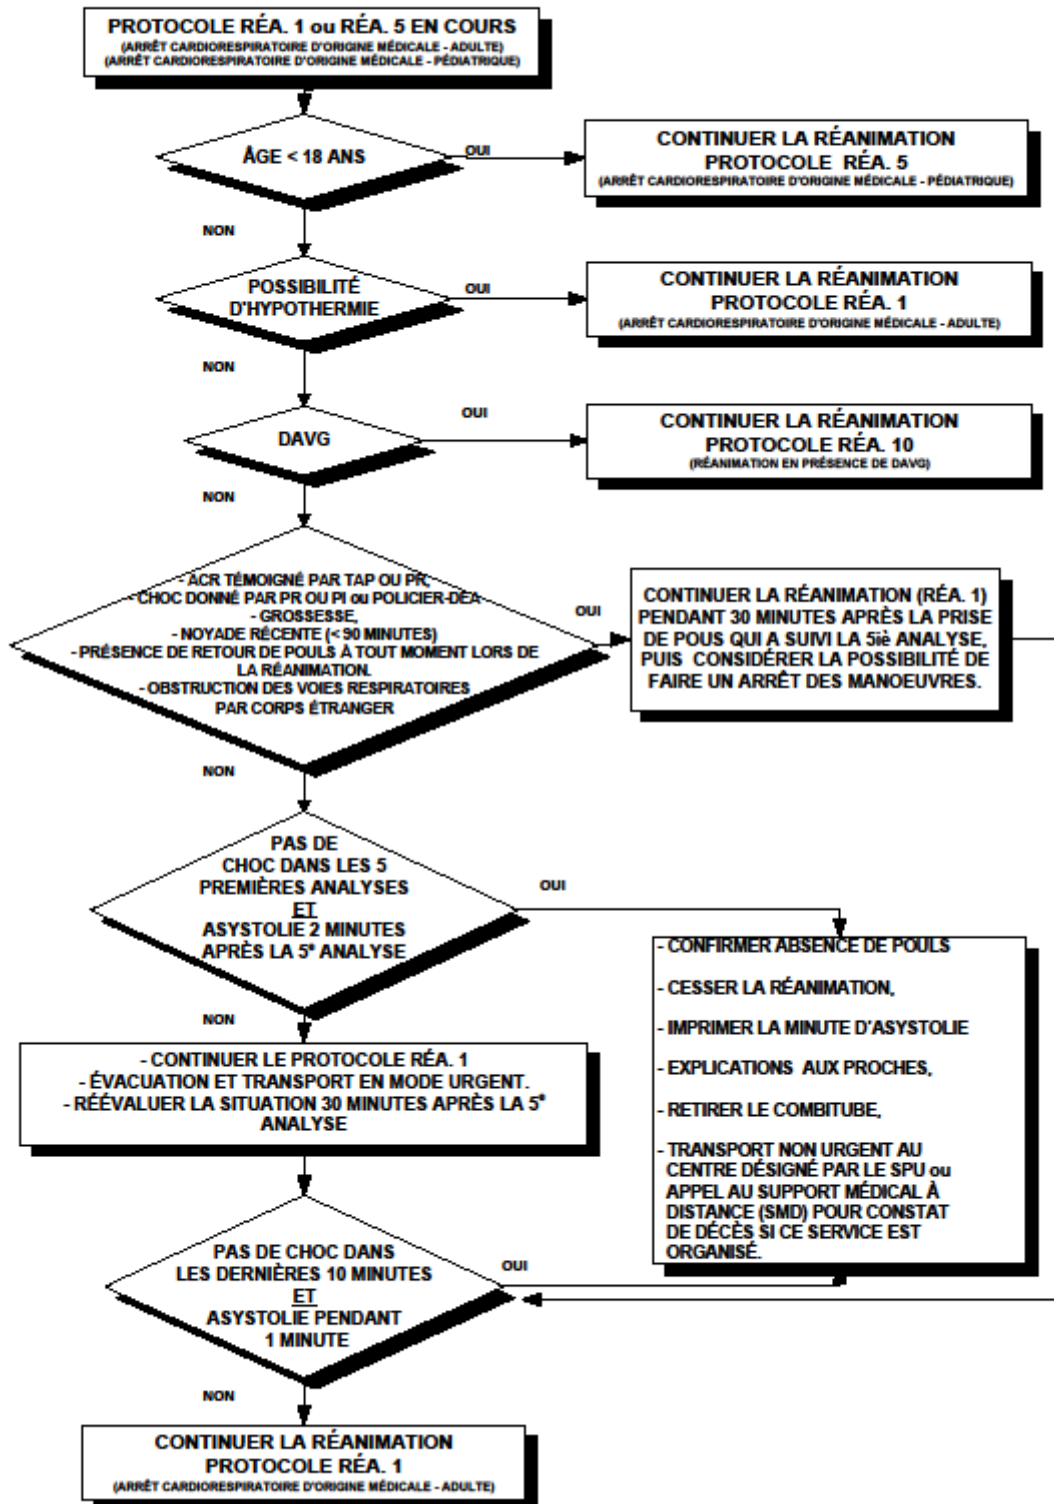 PROTOCOLE RÉA. 1 ou RÉA. 5 EN COURS
(ARRÊT CARDIORESPIRATOIRE D'ORIGINE MÉDICALE - ADULTE)
(ARRÊT CARDIORESPIRATOIRE D'ORIGINE MÉDICALE - PÉDIATRIQUE)
ÂGE < 18 ANS
OUI
CONTINUER LA RÉANIMATION
PROTOCOLE RÉA. 5
(ARRÊT CARDIORESPIRATOIRE D'ORIGINE MÉDICALE - PÉDIATRIQUE)
NON
POSSIBILITÉ
D'HYPOTHERMIE
OUI
CONTINUER LA RÉANIMATION
PROTOCOLE RÉA. 1
(ARRÊT CARDIORESPIRATOIRE D'ORIGINE MÉDICALE - ADULTE)
NON
DAVG
OUI
CONTINUER LA RÉANIMATION
PROTOCOLE RÉA. 10
(RÉANIMATION EN PRÉSENCE DE DAVG)
NON
- ACR TÉMOIGNÉ PAR TAP OU PR,
- CHOC DONNÉ PAR PR OU PI ou POLICIER-DEA
- GROSSESSE,
- NOYADE RÉCENTE (< 90 MINUTES)
- PRÉSENCE DE RETOUR DE POULS À TOUT MOMENT LORS DE
LA RÉANIMATION.
- OBSTRUCTION DES VOIES RESPIRATOIRES
PAR CORPS ÉTRANGER
OUI
CONTINUER LA RÉANIMATION (RÉA. 1)
PENDANT 30 MINUTES APRÈS LA PRISE
DE POUS QUI A SUIVI LA 5iè ANALYSE,
PUIS CONSIDÉRER LA POSSIBILITÉ DE
FAIRE UN ARRÊT DES MANOEUVRES.
NON
PAS DE
CHOC DANS LES 5
PREMIÈRES ANALYSES
ET
ASYSTOLIE 2 MINUTES
APRÈS LA 5e ANALYSE
OUI
- CONFIRMER ABSENCE DE POULS
- CESSER LA RÉANIMATION,
- IMPRIMER LA MINUTE D'ASYSTOLIE
- EXPLICATIONS AUX PROCHES,
- RETIRER LE COMBITUBE,
- TRANSPORT NON URGENT AU
CENTRE DÉSIGNÉ PAR LE SPU ou
APPEL AU SUPPORT MÉDICAL À
DISTANCE (SMD) POUR CONSTAT
DE DÉCÈS SI CE SERVICE EST
ORGANISÉ.
NON
- CONTINUER LE PROTOCOLE RÉA. 1
- ÉVACUATION ET TRANSPORT EN MODE URGENT.
- RÉÉVALUER LA SITUATION 30 MINUTES APRÈS LA 5e
ANALYSE
PAS DE CHOC DANS
LES DERNIÈRES 10 MINUTES
ET
ASYSTOLIE PENDANT
1 MINUTE
OUI
NON
CONTINUER LA RÉANIMATION
PROTOCOLE RÉA. 1
(ARRÊT CARDIORESPIRATOIRE D'ORIGINE MÉDICALE - ADULTE)